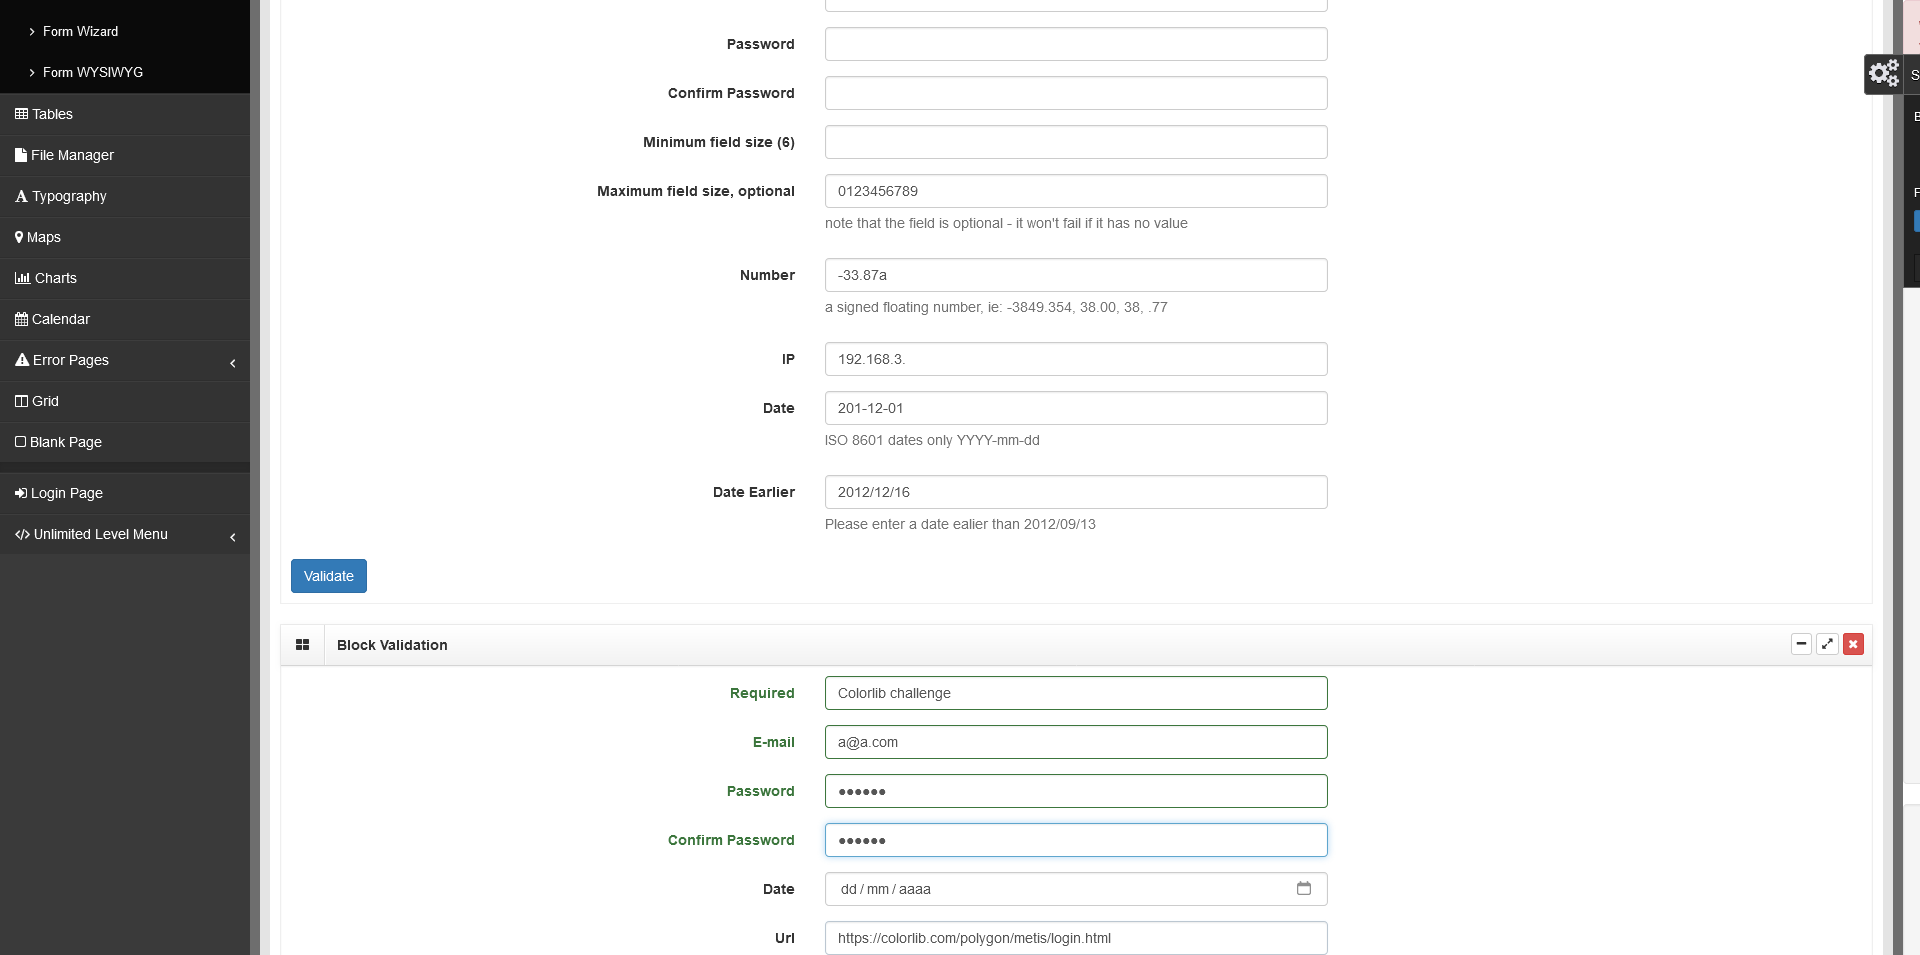 Form Wizard
Form WYSIWYG
Tables
File Manager
Typography
Maps
Charts
Calendar
Error Pages
Grid
Blank Page
Login Page
Unlimited Level Menu
Password
Confirm Password
Minimum field size (6)
Maximum field size, optional
0123456789
note that the field is optional - it won't fail if it has no value
Number
-33.87a
a signed floating number, ie: -3849.354, 38.00, 38, .77
IP
192.168.3.
Date
201-12-01
ISO 8601 dates only YYYY-mm-dd
Date Earlier
2012/12/16
Please enter a date ealier than 2012/09/13
Validate
Block Validation
Required
Colorlib challenge
E-mail
a@a.com
Password
●●●●●●
Confirm Password
●●●●●●
Date
dd / mm / aaaa
Url
https://colorlib.com/polygon/metis/login.html